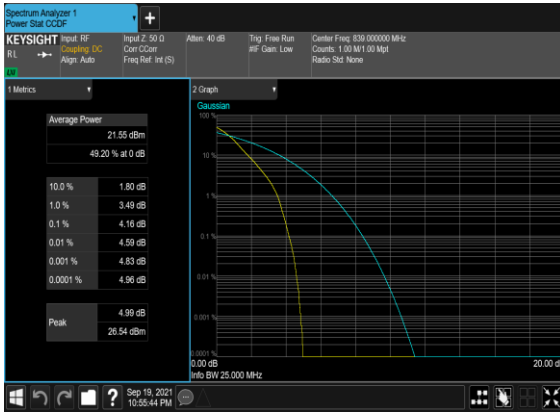 Spectrum Analyzer 1
Power Stat CCDF
+
KEYSIGHT
RL
Input: RF
Coupling: DC
Align: Auto
Input Z: 50 Ω
Corr CCorr
Freq Ref: Int (S)
Atten: 40 dB
Trig: Free Run
#IF Gain: Low
Center Freq: 839.000000 MHz
Counts: 1.00 M/1.00 Mpt
Radio Std: None
1 Metrics
Average Power
21.55 dBm
49.20 % at 0 dB
10.0 % 1.80 dB
1.0 % 3.49 dB
0.1 % 4.16 dB
0.01 % 4.59 dB
0.001 % 4.83 dB
0.0001 % 4.96 dB
Peak 4.99 dB
26.54 dBm
2 Graph
Gaussian
100 %
10 %
1 %
0.1 %
0.01 %
0.001 %
0.0001 %
0.00 dB
20.00 d
Info BW 25.000 MHz
?
Sep 19, 2021
10:55:44 PM